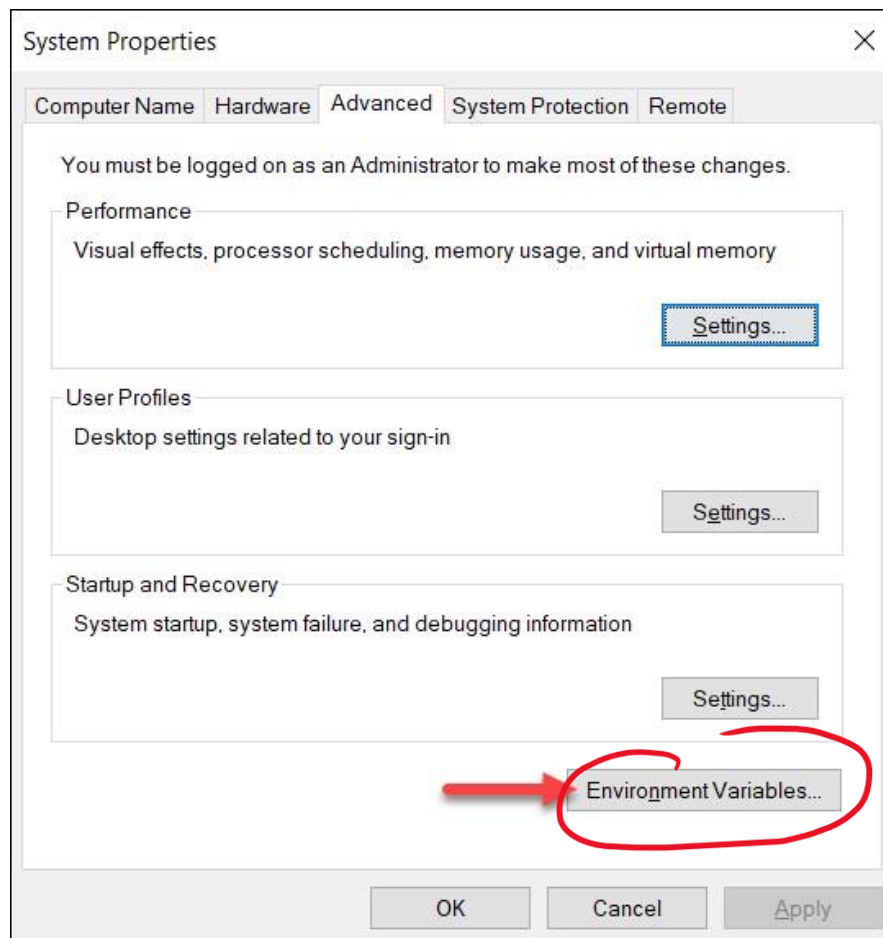 System Properties
Computer Name Hardware Advanced System Protection Remote
You must be logged on as an Administrator to make most of these changes.
Performance
Visual effects, processor scheduling, memory usage, and virtual memory
Settings...
User Profiles
Desktop settings related to your sign-in
Settings...
Startup and Recovery
System startup, system failure, and debugging information
Settings...
Environment Variables...
OK Cancel Apply